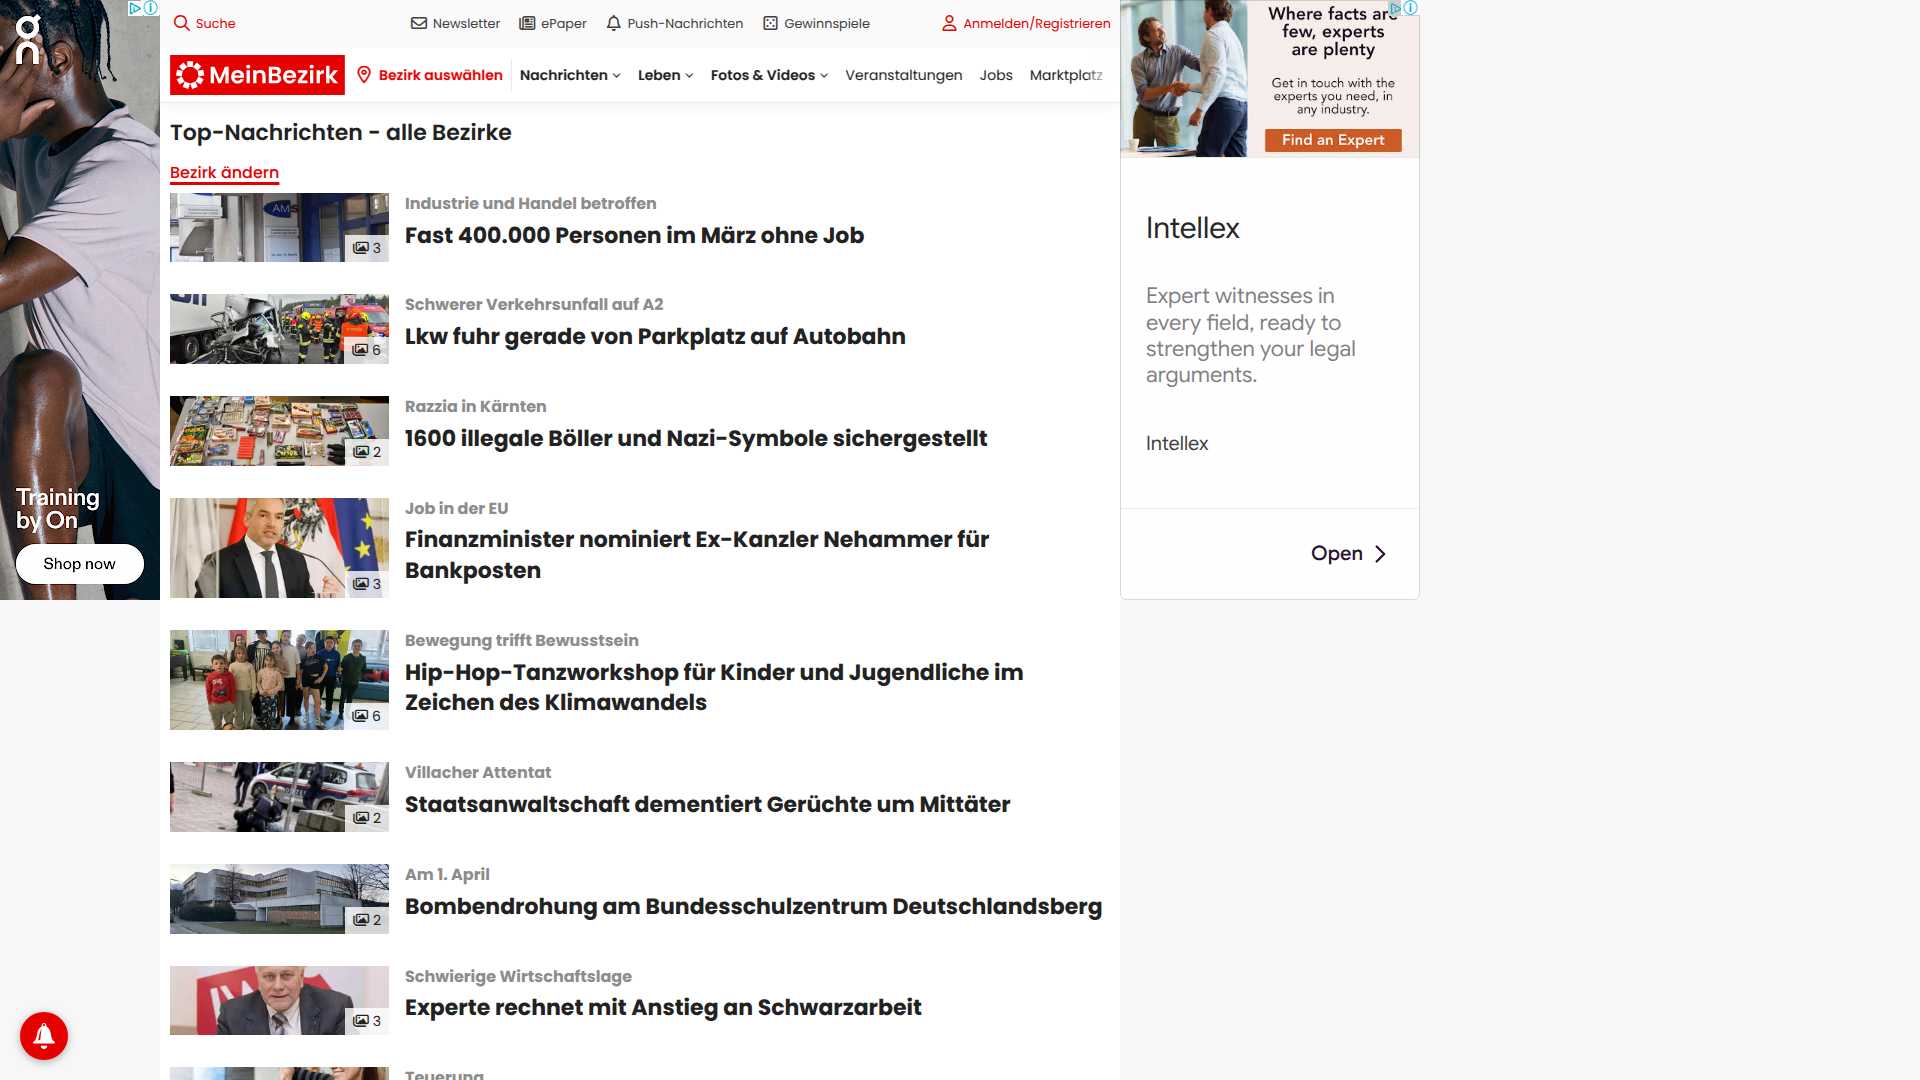 Suche
Newsletter
ePaper
Push-Nachrichten
Gewinnspiele
Anmelden/Registrieren
MeinBezirk
Bezirk auswählen
Nachrichten
Leben
Fotos & Videos
Veranstaltungen
Jobs
Marktplatz
Top-Nachrichten - alle Bezirke
Bezirk ändern
3
Industrie und Handel betroffen
Fast 400.000 Personen im März ohne Job
6
Schwerer Verkehrsunfall auf A2
Lkw fuhr gerade von Parkplatz auf Autobahn
2
Razzia in Kärnten
1600 illegale Böller und Nazi-Symbole sichergestellt
3
Job in der EU
Finanzminister nominiert Ex-Kanzler Nehammer für
Bankposten
6
Bewegung trifft Bewusstsein
Hip-Hop-Tanzworkshop für Kinder und Jugendliche im
Zeichen des Klimawandels
2
Villacher Attentat
Staatsanwaltschaft dementiert Gerüchte um Mittäter
2
Am 1. April
Bombendrohung am Bundesschulzentrum Deutschlandsberg
3
Schwierige Wirtschaftslage
Experte rechnet mit Anstieg an Schwarzarbeit
Teuerung
Training
by On
Shop now
Where facts are
few, experts
are plenty
Get in touch with the
experts you need, in
any industry.
Find an Expert
Intellex
Expert witnesses in
every field, ready to
strengthen your legal
arguments.
Intellex
Open